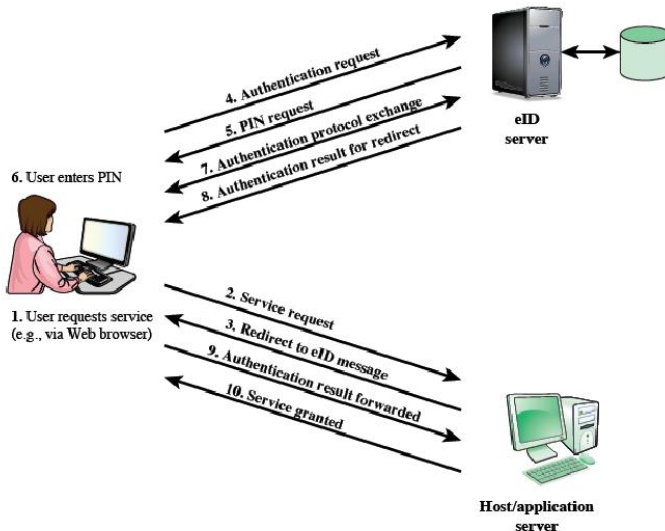 4. Authentication request
5. PIN request
7. Authentication protocol exchange
8. Authentication result for redirect
eID
server
6. User enters PIN
1. User requests service
(e.g., via Web browser)
2. Service request
3. Redirect to eID message
9. Authentication result forwarded
10. Service granted
Host/application
server